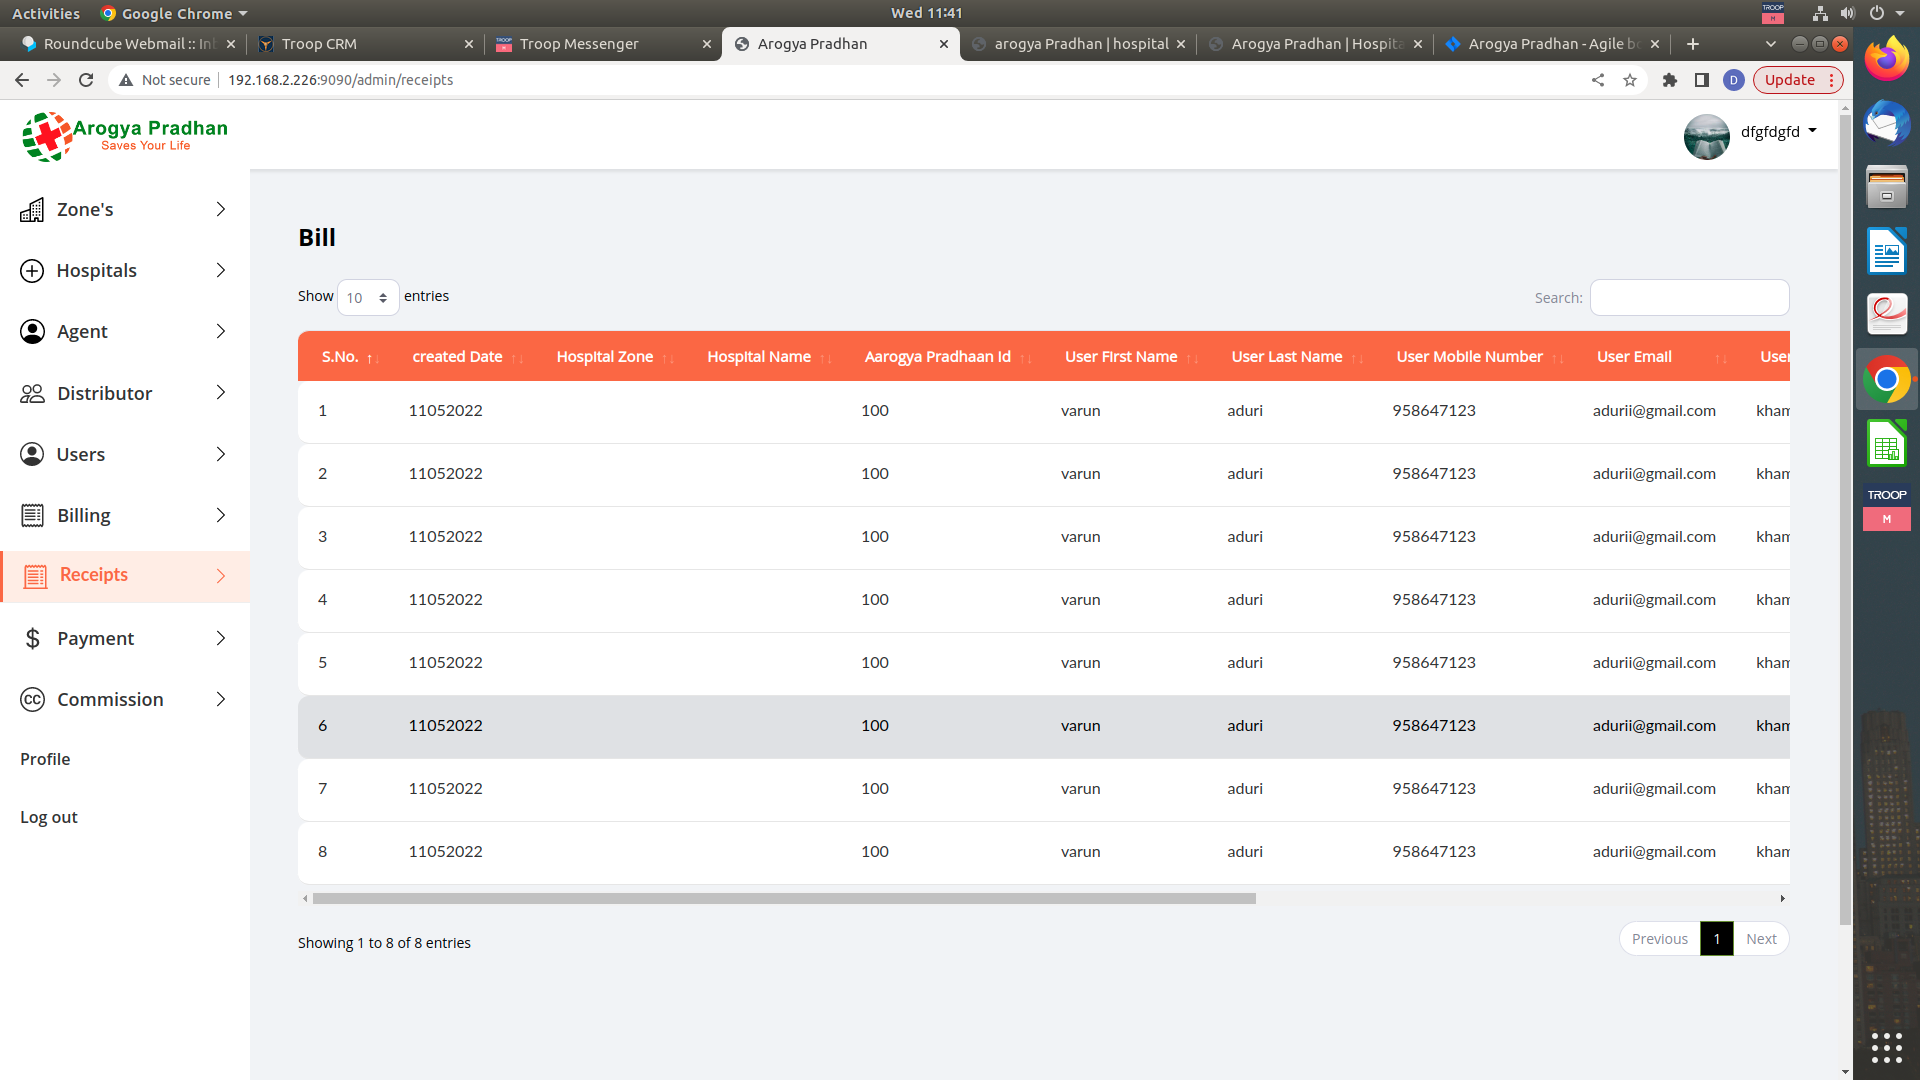 Activities Google Chrome Wed 11:41 TROOP M
Roundcube Webmail :: In Troop CRM Troop Messenger Arogya Pradhan arogya Pradhan | hospital Arogya Pradhan | Hospita Arogya Pradhan - Agile bo
Not secure 192.168.2.226:9090/admin/receipts D Update
Arogya Pradhan
Saves Your Life
dfgfdgfd
Zone's
Hospitals
Agent
Distributor
Users
Billing
Receipts
Payment
CC Commission
Profile
Log out
Bill
Show 10 entries Search:
S.No. created Date Hospital Zone Hospital Name Aarogya Pradhaan Id User First Name User Last Name User Mobile Number User Email User
1 11052022 100 varun aduri 958647123 adurii@gmail.com kham
2 11052022 100 varun aduri 958647123 adurii@gmail.com kham
3 11052022 100 varun aduri 958647123 adurii@gmail.com kham
4 11052022 100 varun aduri 958647123 adurii@gmail.com kham
5 11052022 100 varun aduri 958647123 adurii@gmail.com kham
6 11052022 100 varun aduri 958647123 adurii@gmail.com kham
7 11052022 100 varun aduri 958647123 adurii@gmail.com kham
8 11052022 100 varun aduri 958647123 adurii@gmail.com kham
Showing 1 to 8 of 8 entries
Previous 1 Next
TROOP
M